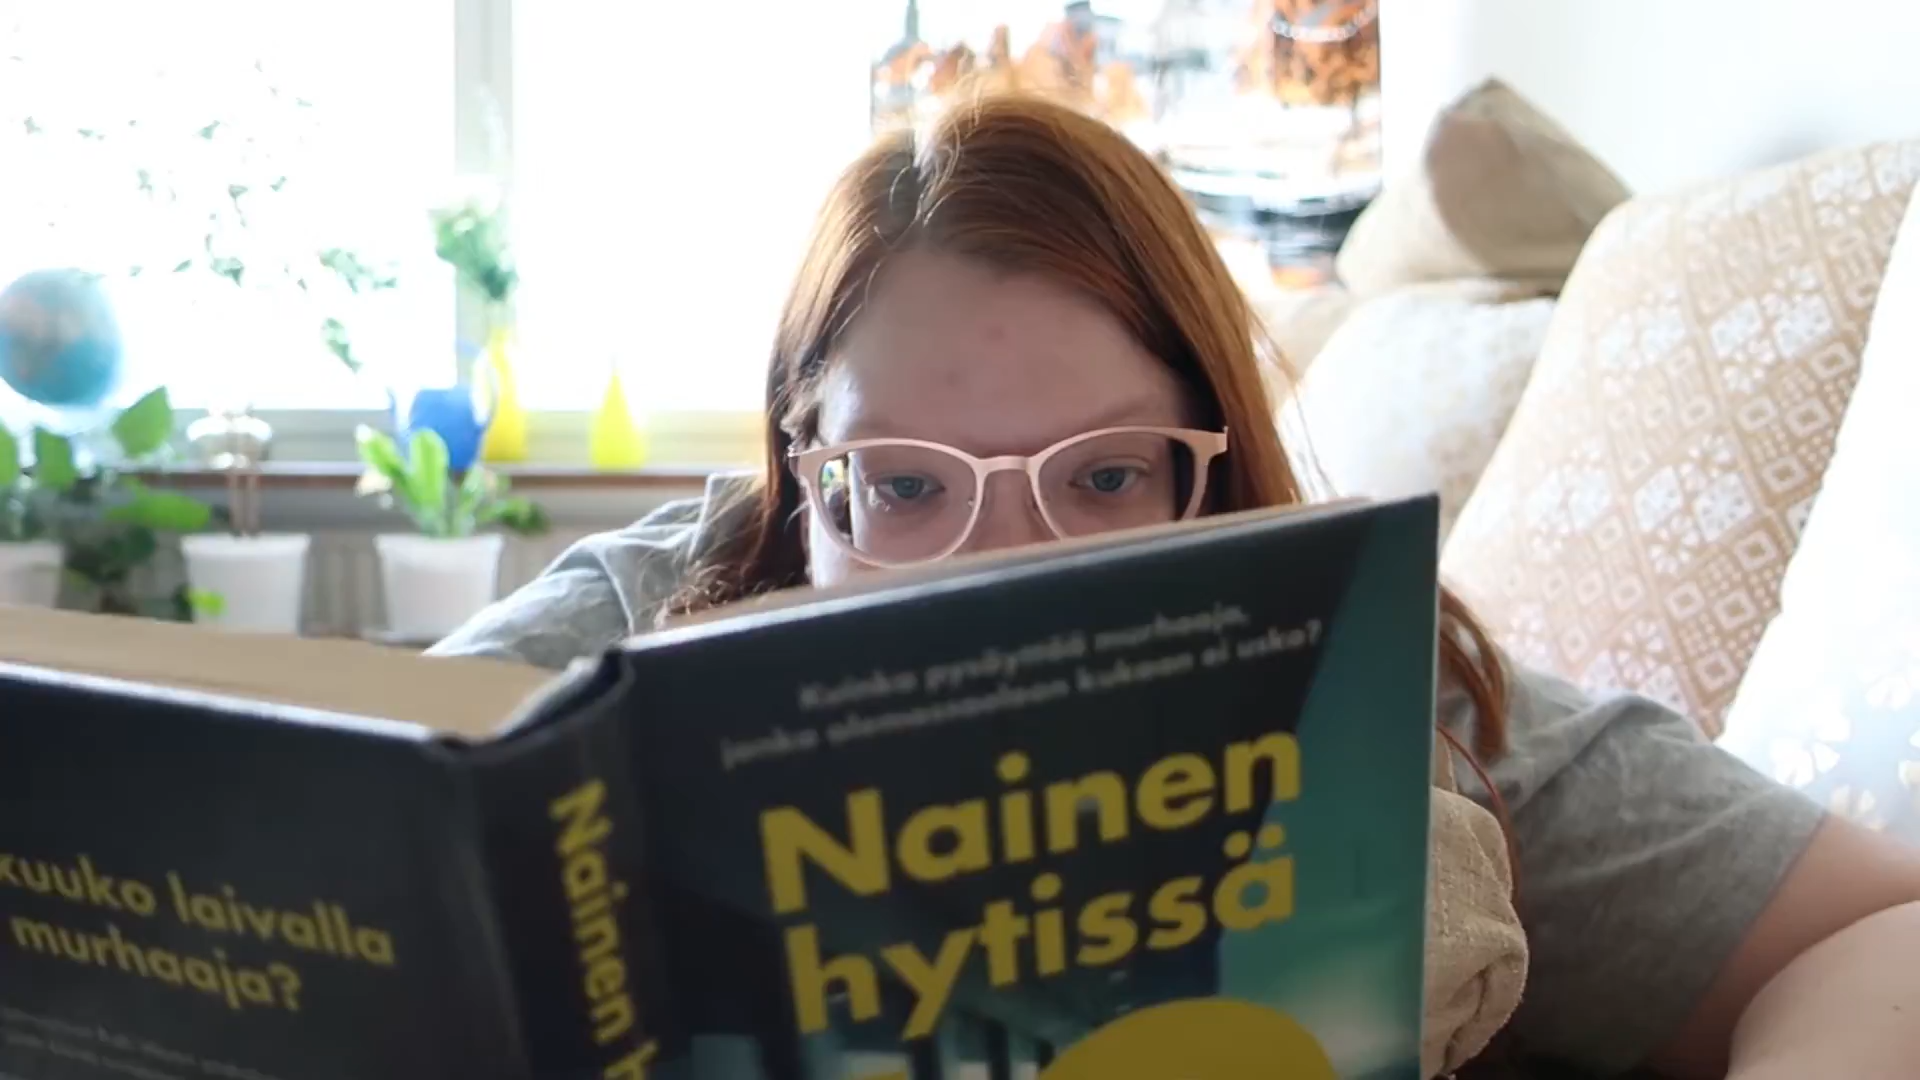 Kuinka pysäyttää murhaaja,
jonka olemassaoloon kukaan ei usko?
Nainen
hytissä
Nainen
kuuko laivalla
murhaaja?